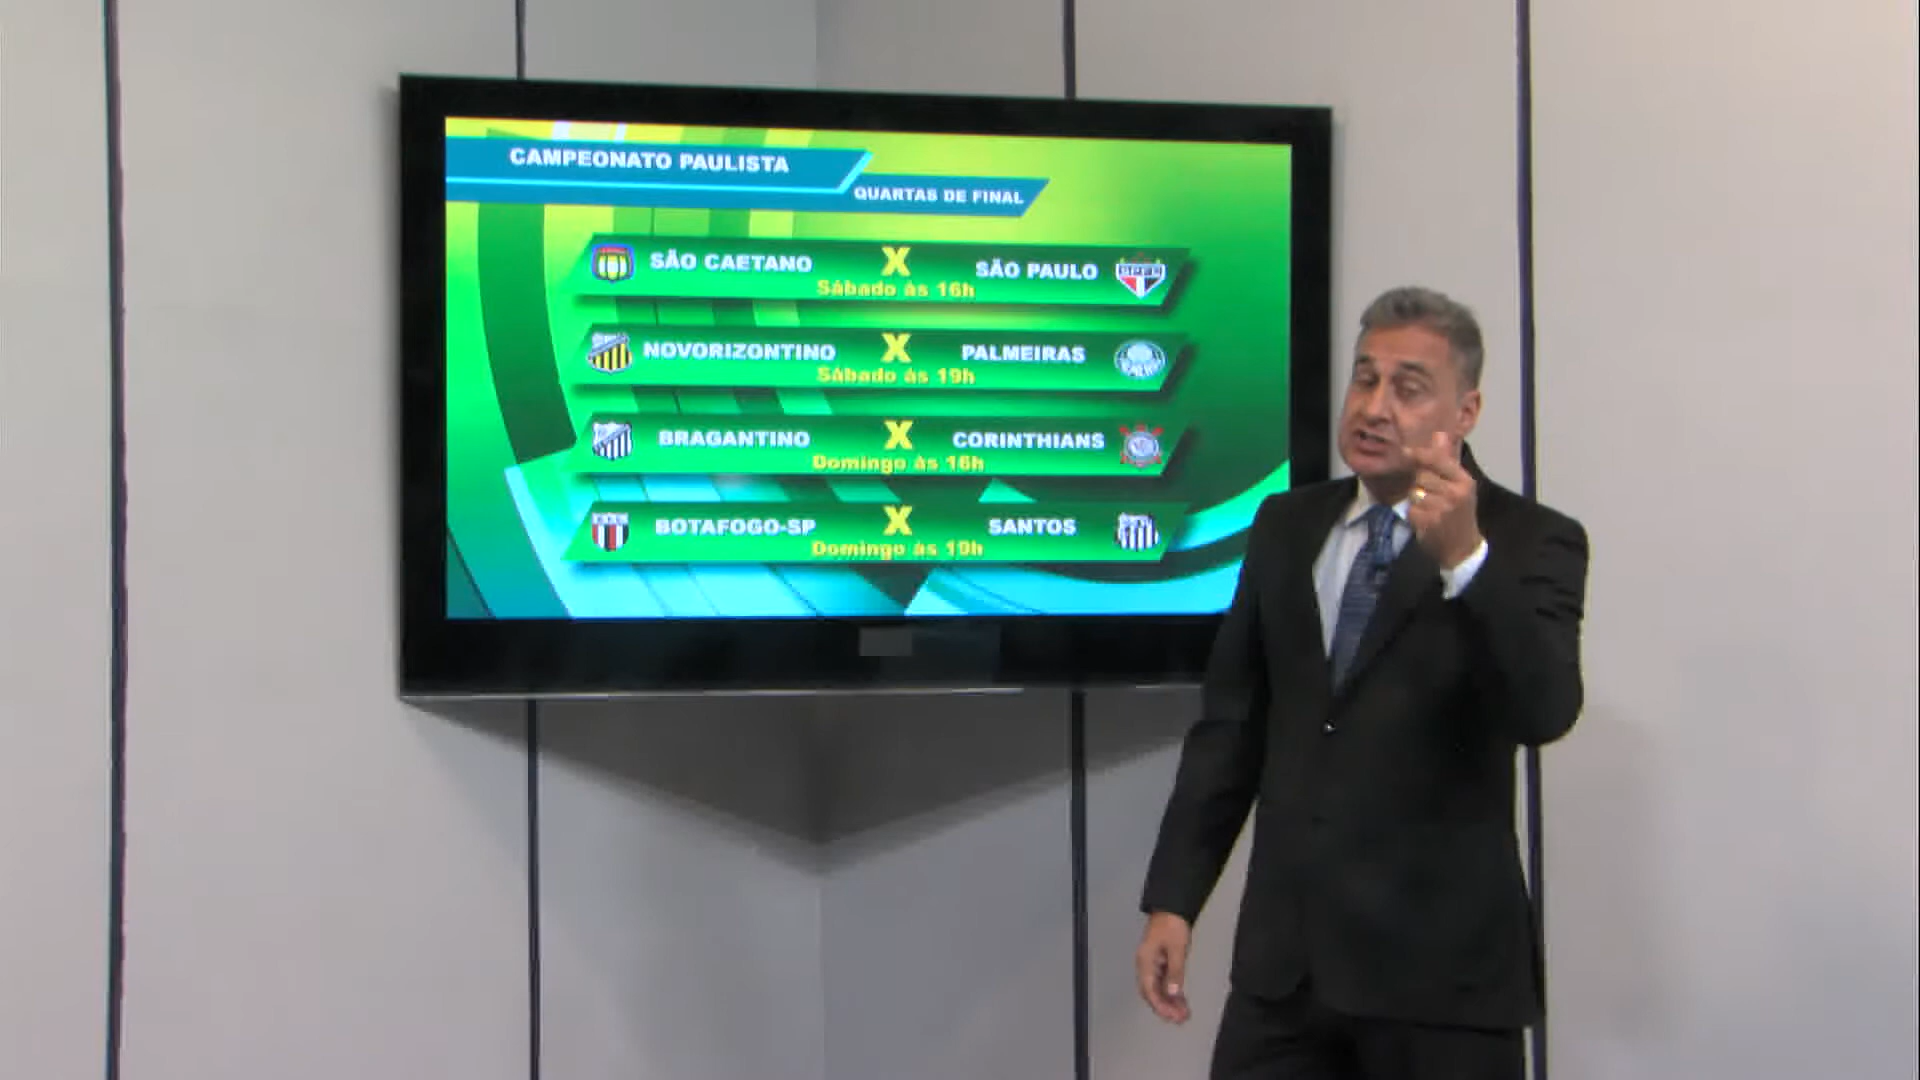 CAMPEONATO PAULISTA
QUARTAS DE FINAL
SÃO CAETANO X SÃO PAULO
SPFC
Sábado às 16h
NOVORIZONTINO X PALMEIRAS
Sábado às 19h
BRAGANTINO X CORINTHIANS
Domingo às 16h
BOTAFOGO-SP X SANTOS
Domingo às 19h